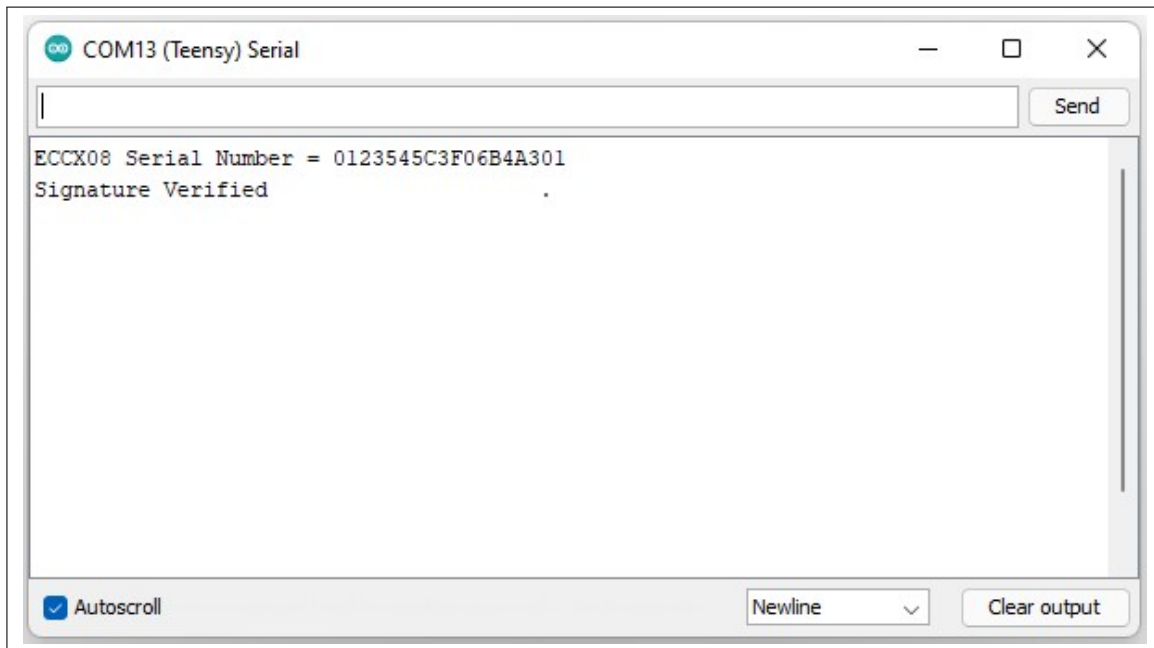 COM13 (Teensy) Serial
Send
ECCX08 Serial Number = 0123545C3F06B4A301
Signature Verified .
Autoscroll
Newline
Clear output